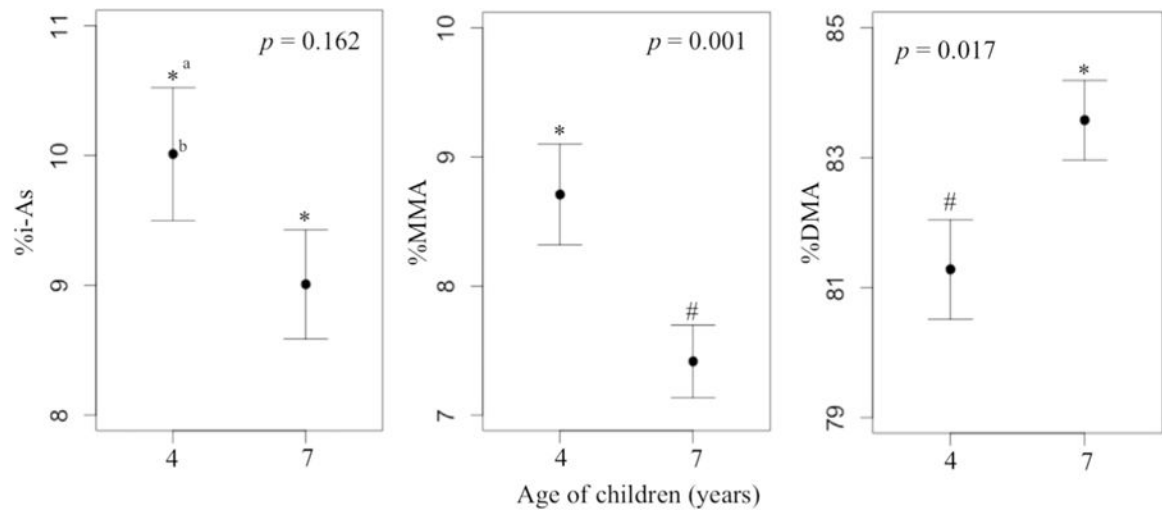 p = 0.162
* a
b
*
%i-As
11
10
9
8
4
7
p = 0.001
*
#
%MMA
10
9
8
7
4
7
p = 0.017
*
#
%DMA
85
83
81
79
4
7
Age of children (years)